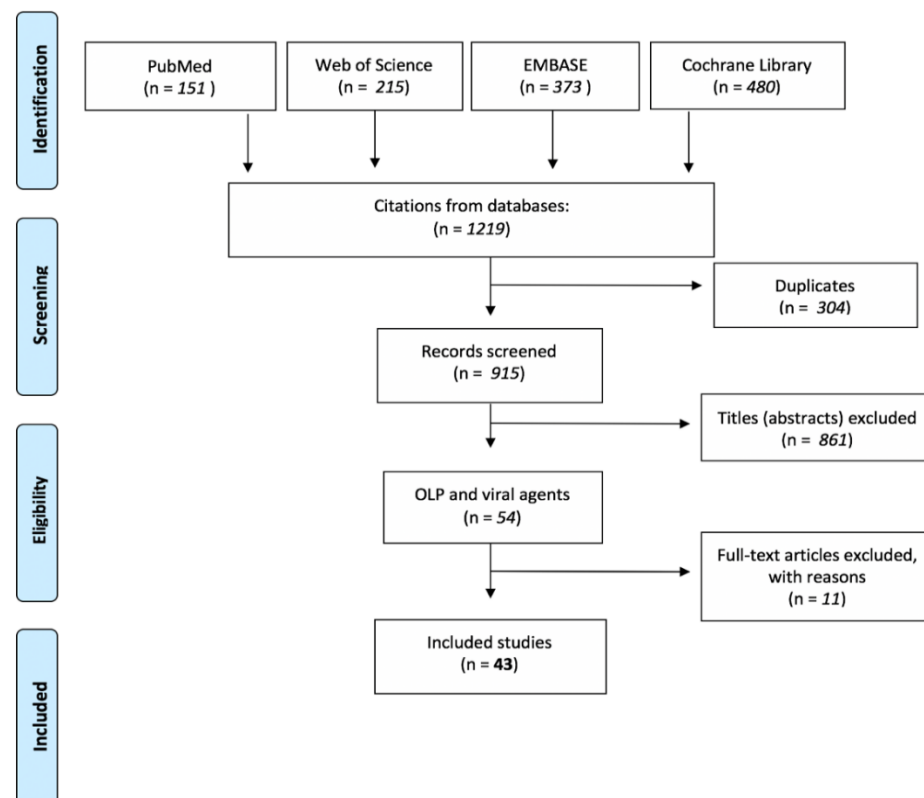 Identification
PubMed
(n = 151 )
Web of Science
(n = 215)
EMBASE
(n = 373 )
Cochrane Library
(n = 480)
Citations from databases:
(n = 1219)
Screening
Duplicates
(n = 304)
Records screened
(n = 915)
Titles (abstracts) excluded
(n = 861)
Eligibility
OLP and viral agents
(n = 54)
Full-text articles excluded,
with reasons
(n = 11)
Included
Included studies
(n = 43)